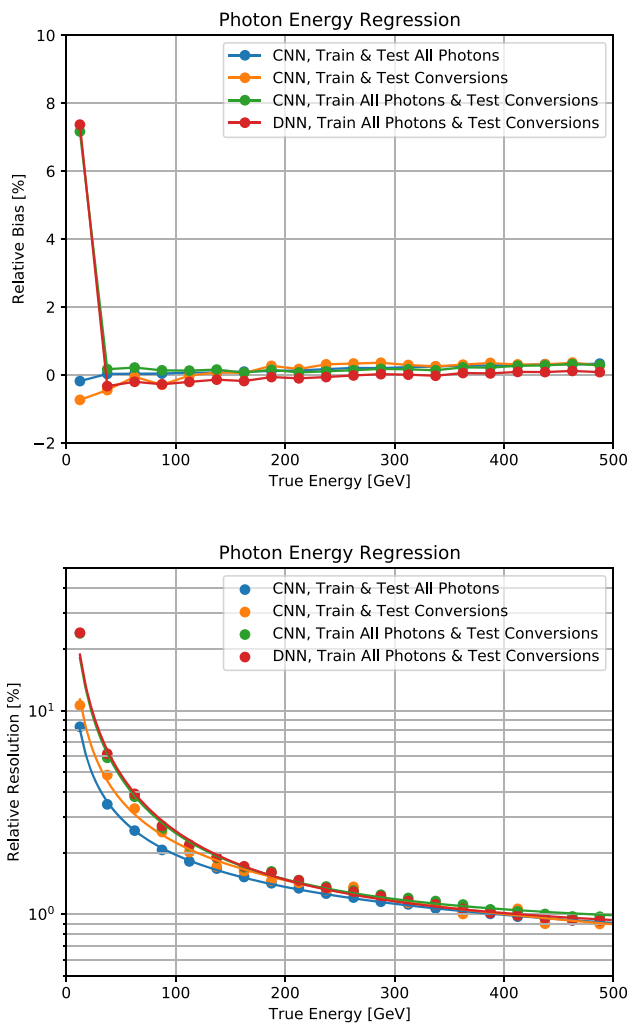 Photon Energy Regression
10
8
6
4
2
0
−2
Relative Bias [%]
CNN, Train & Test All Photons
CNN, Train & Test Conversions
CNN, Train All Photons & Test Conversions
DNN, Train All Photons & Test Conversions
0 100 200 300 400 500
True Energy [GeV]
Photon Energy Regression
10¹
10⁰
Relative Resolution [%]
CNN, Train & Test All Photons
CNN, Train & Test Conversions
CNN, Train All Photons & Test Conversions
DNN, Train All Photons & Test Conversions
0 100 200 300 400 500
True Energy [GeV]